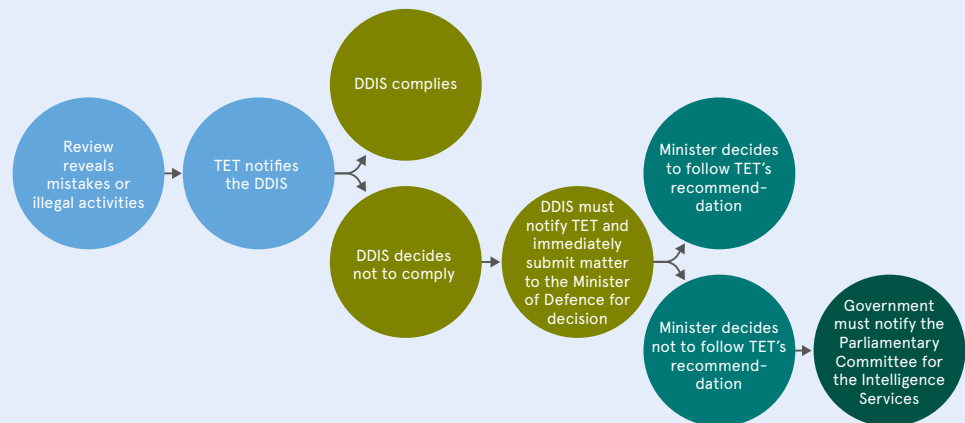 Review
reveals
mistakes or
illegal activities
TET notifies
the DDIS
DDIS complies
DDIS decides
not to comply
DDIS must
notify TET and
immediately
submit matter
to the Minister
of Defence for
decision
Minister decides
to follow TET’s
recommend-
dation
Minister decides
not to follow TET’s
recommend-
dation
Government
must notify the
Parliamentary
Committee for
the Intelligence
Services